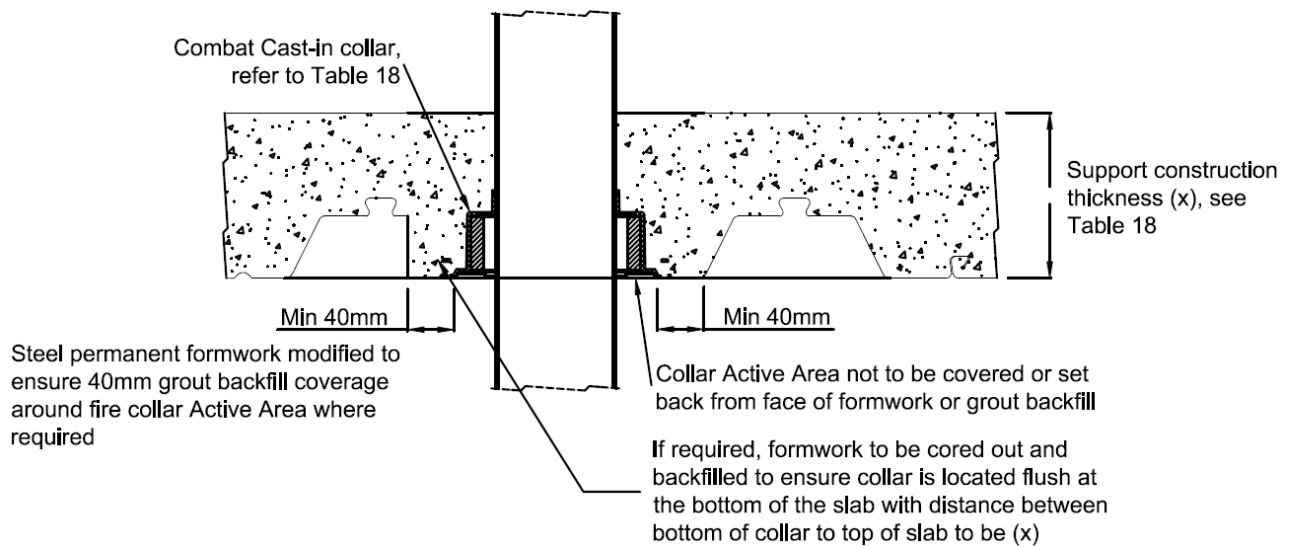 Combat Cast-in collar,
refer to Table 18
Support construction
thickness (x), see
Table 18
Min 40mm
Min 40mm
Steel permanent formwork modified to
ensure 40mm grout backfill coverage
around fire collar Active Area where
required
Collar Active Area not to be covered or set
back from face of formwork or grout backfill
If required, formwork to be cored out and
backfilled to ensure collar is located flush at
the bottom of the slab with distance between
bottom of collar to top of slab to be (x)